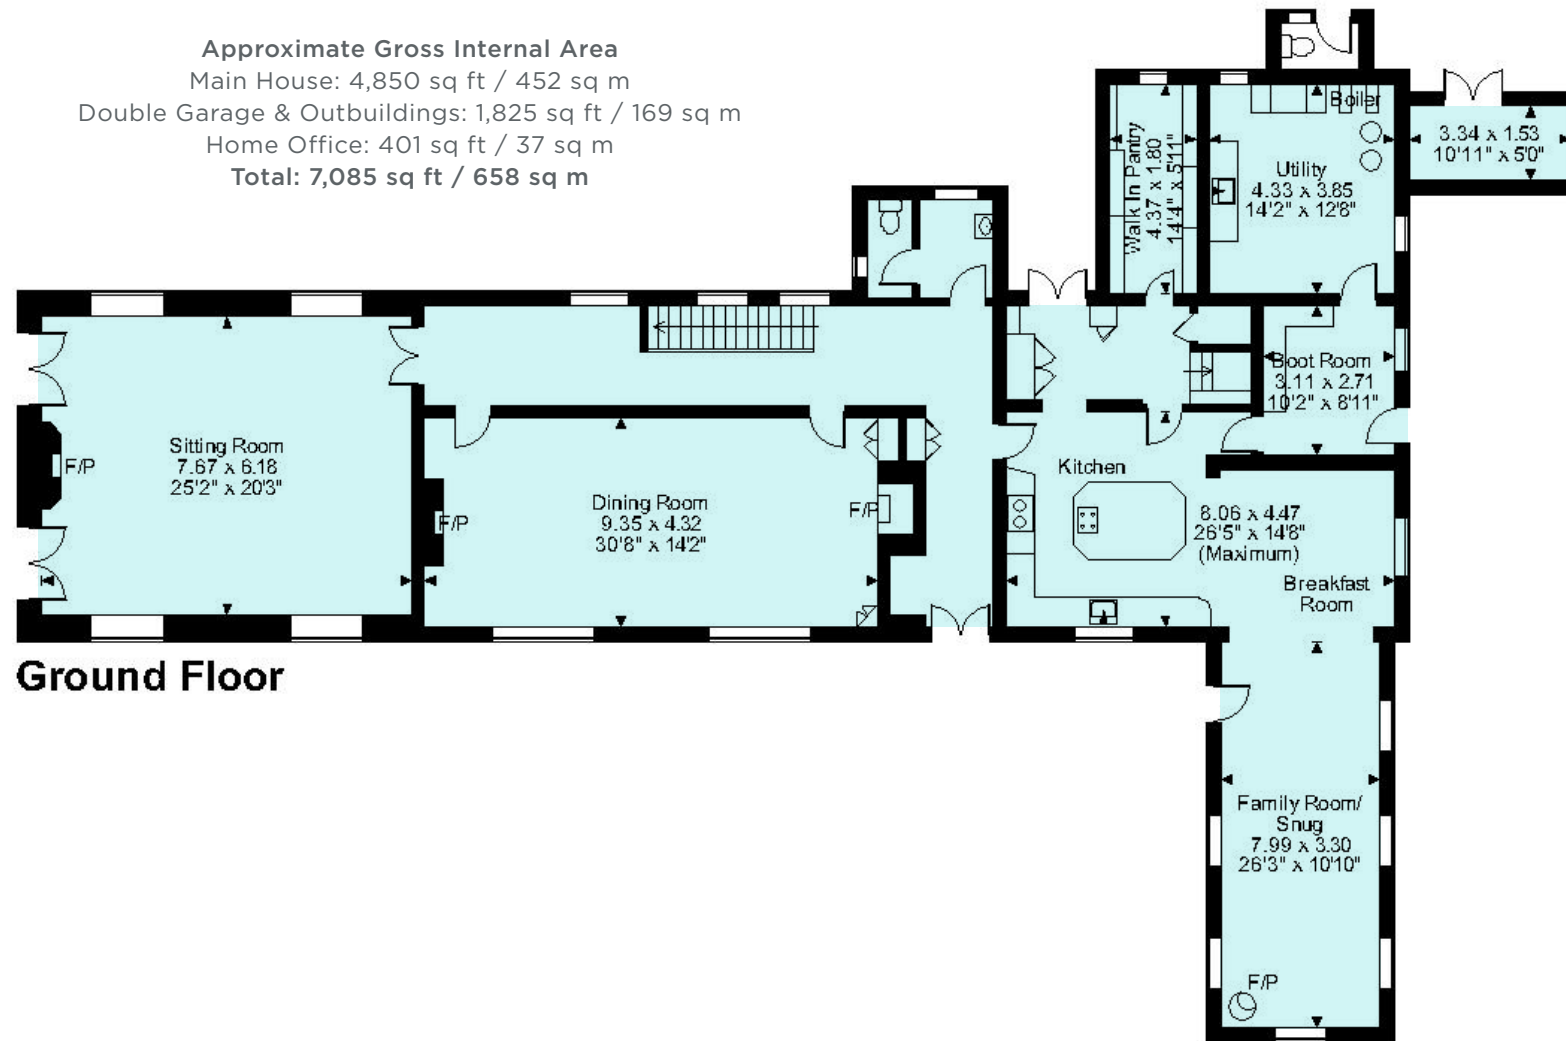 Approximate Gross Internal Area
Main House: 4,850 sq ft / 452 sq m
Double Garage & Outbuildings: 1,825 sq ft / 169 sq m
Home Office: 401 sq ft / 37 sq m
Total: 7,085 sq ft / 658 sq m
Boiler
3.34 x 1.53
10'11" x 5'0"
Walk In Pantry
4.37 x 1.80
14'4" x 5'11"
Utility
4.33 x 3.85
14'2" x 12'8"
Boot Room
3.11 x 2.71
10'2" x 8'11"
Sitting Room
7.67 x 6.18
25'2" x 20'3"
F/P
Dining Room
9.35 x 4.32
30'8" x 14'2"
F/P
F/P
Kitchen
8.06 x 4.47
26'5" x 14'8"
(Maximum)
Breakfast
Room
Ground Floor
Family Room/
Snug
7.99 x 3.30
26'3" x 10'10"
F/P